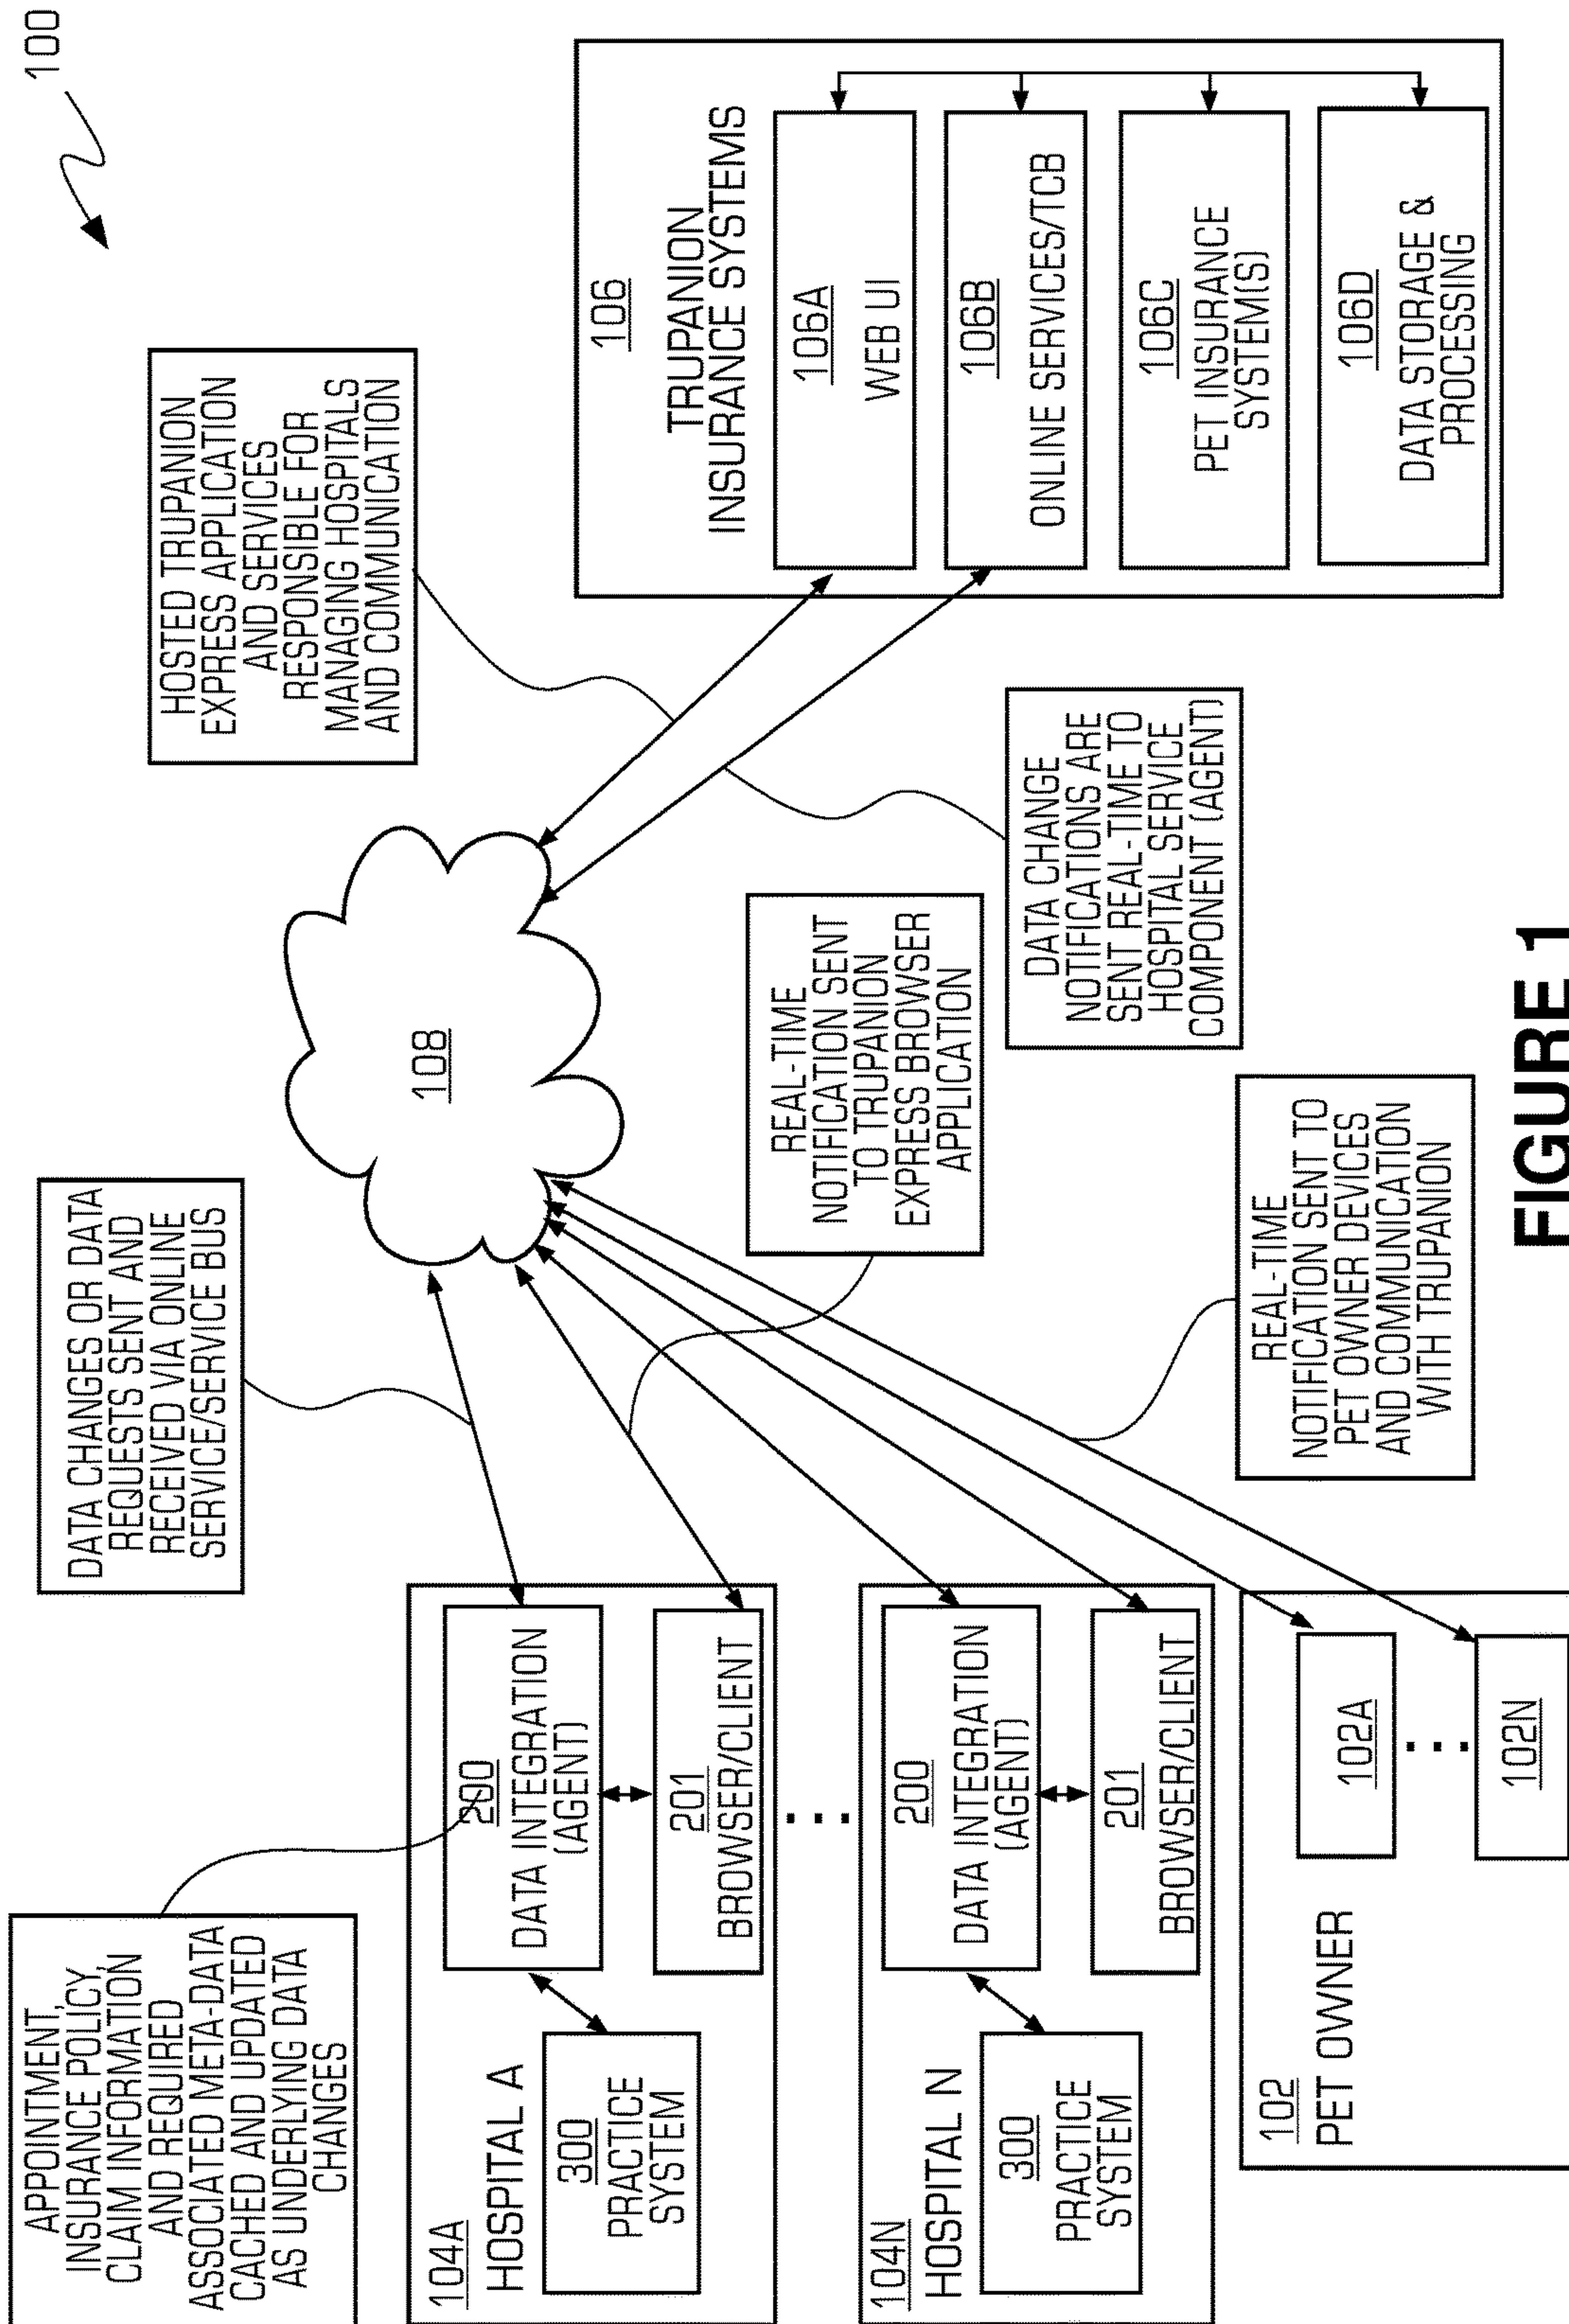 100
APPOINTMENT,
INSURANCE POLICY,
CLAIM INFORMATION
AND REQUIRED
ASSOCIATED META-DATA
CACHED AND UPDATED
AS UNDERLYING DATA
CHANGES
DATA CHANGES OR DATA
REQUESTS SENT AND
RECEIVED VIA ONLINE
SERVICE/SERVICE BUS
HOSTED TRUPANION
EXPRESS APPLICATION
AND SERVICES
RESPONSIBLE FOR
MANAGING HOSPITALS
AND COMMUNICATION
104A
HOSPITAL A
300
PRACTICE
SYSTEM
200
DATA INTEGRATION
(AGENT)
201
BROWSER/CLIENT
108
REAL-TIME
NOTIFICATION SENT
TO TRUPANION
EXPRESS BROWSER
APPLICATION
106
TRUPANION
INSURANCE SYSTEMS
106A
WEB UI
106B
ONLINE SERVICES/TCB
106C
PET INSURANCE
SYSTEM(S)
106D
DATA STORAGE &
PROCESSING
104N
HOSPITAL N
300
PRACTICE
SYSTEM
200
DATA INTEGRATION
(AGENT)
201
BROWSER/CLIENT
DATA CHANGE
NOTIFICATIONS ARE
SENT REAL-TIME TO
HOSPITAL SERVICE
COMPONENT (AGENT)
102
PET OWNER
102A
102N
REAL-TIME
NOTIFICATION SENT TO
PET OWNER DEVICES
AND COMMUNICATION
WITH TRUPANION
FIGURE 1